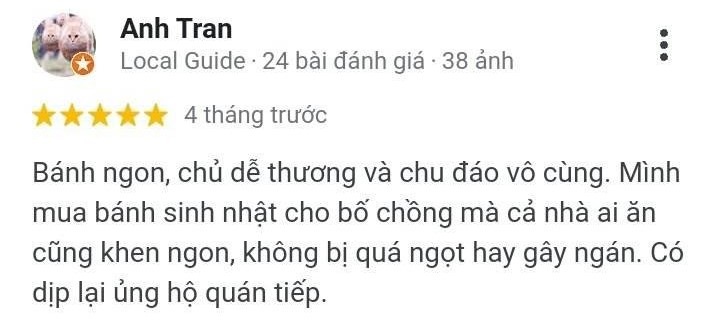 Anh Tran
Local Guide · 24 bài đánh giá · 38 ảnh
4 tháng trước
Bánh ngon, chủ dễ thương và chu đáo vô cùng. Mình
mua bánh sinh nhật cho bố chồng mà cả nhà ai ăn
cũng khen ngon, không bị quá ngọt hay gây ngán. Có
dịp lại ủng hộ quán tiếp.